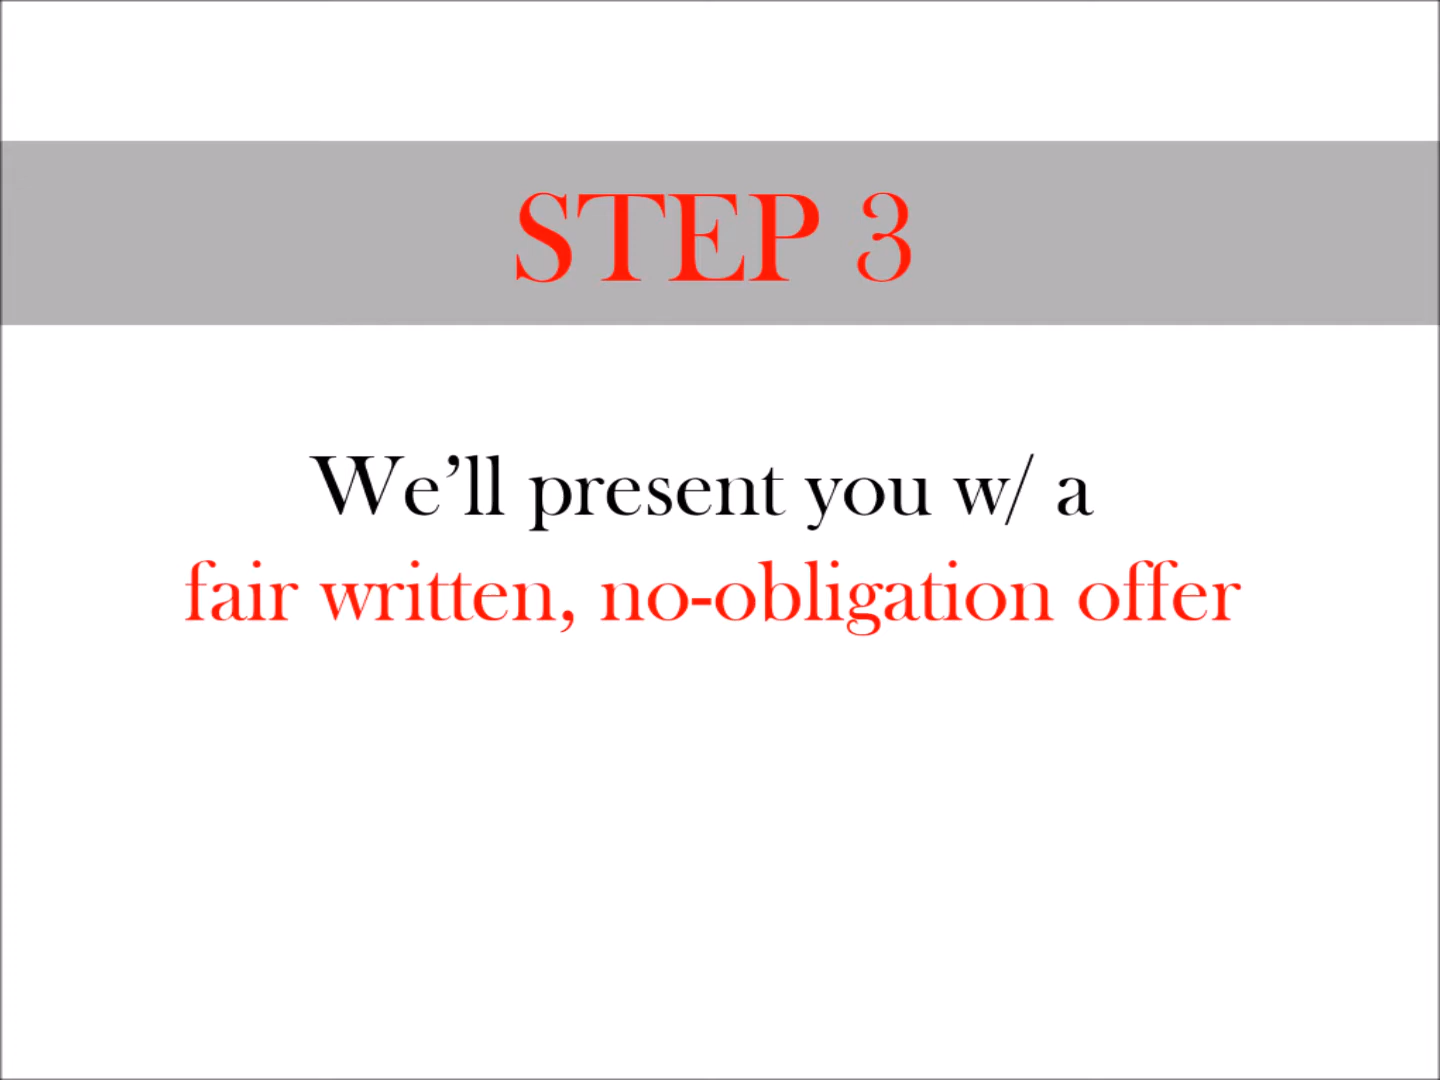 STEP 3
We’ll present you w/ a
fair written, no-obligation offer